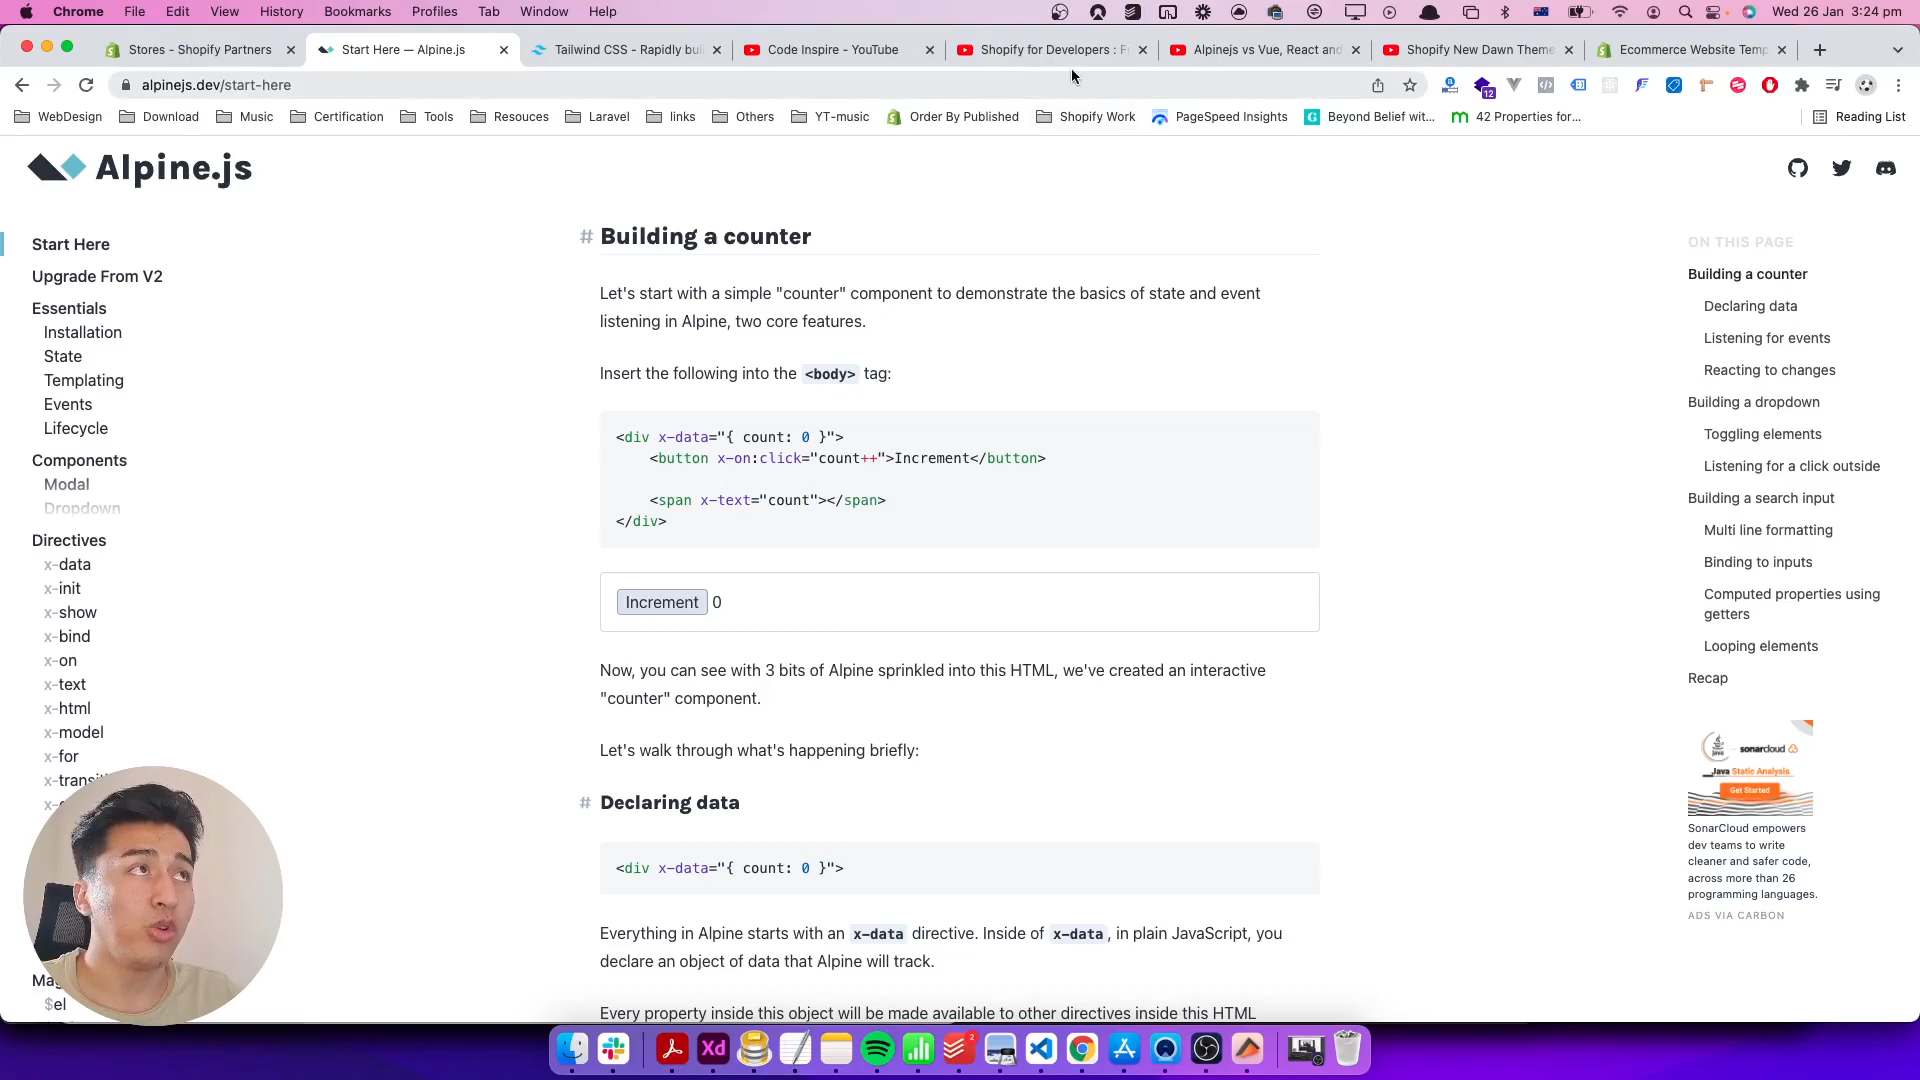 Chrome File Edit View History Bookmarks Profiles Tab Window Help Wed 26 Jan 3:24 pm
Stores - Shopify Partners
Start Here — Alpine.js
Tailwind CSS - Rapidly bui
Code Inspire - YouTube
Shopify for Developers : F
Alpinejs vs Vue, React and
Shopify New Dawn Theme
Ecommerce Website Temp
alpinejs.dev/start-here
12
WebDesign Download Music Certification Tools Resouces Laravel links Others YT-music Order By Published Shopify Work PageSpeed Insights Beyond Belief wit... 42 Properties for... Reading List
Alpine.js
Start Here
Upgrade From V2
Essentials
Installation
State
Templating
Events
Lifecycle
Components
Modal
Dropdown
Directives
x-data
x-init
x-show
x-bind
x-on
x-text
x-html
x-model
x-for
$el
# Building a counter
Let's start with a simple "counter" component to demonstrate the basics of state and event
listening in Alpine, two core features.
Insert the following into the <body> tag:
<div x-data="{ count: 0 }">
<button x-on:click="count++">Increment</button>
<span x-text="count"></span>
</div>
Increment 0
Now, you can see with 3 bits of Alpine sprinkled into this HTML, we've created an interactive
"counter" component.
Let's walk through what's happening briefly:
# Declaring data
<div x-data="{ count: 0 }">
Everything in Alpine starts with an x-data directive. Inside of x-data, in plain JavaScript, you
declare an object of data that Alpine will track.
Every property inside this object will be made available to other directives inside this HTML
ON THIS PAGE
Building a counter
Declaring data
Listening for events
Reacting to changes
Building a dropdown
Toggling elements
Listening for a click outside
Building a search input
Multi line formatting
Binding to inputs
Computed properties using
getters
Looping elements
Recap
Java sonarcloud
Java Static Analysis
Get Started
SonarCloud empowers
dev teams to write
cleaner and safer code,
across more than 26
programming languages.
ADS VIA CARBON
Xd
2